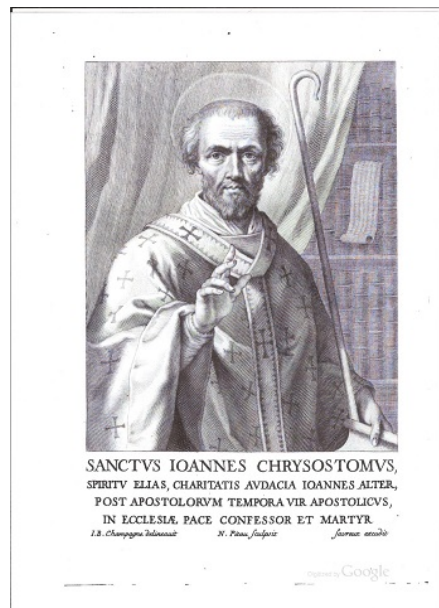 SANCTVS IOANNES CHRYSOSTOMVS,
SPIRITV ELIAS, CHARITATIS AVDACIA IOANNES ALTER,
POST APOSTOLORVM TEMPORA VIR APOSTOLICVS,
IN ECCLESIÆ PACE CONFESSOR ET MARTYR
I.B. Champagne delineauit N. Pitau sculpsit Savreux excudit
Digitized by Google